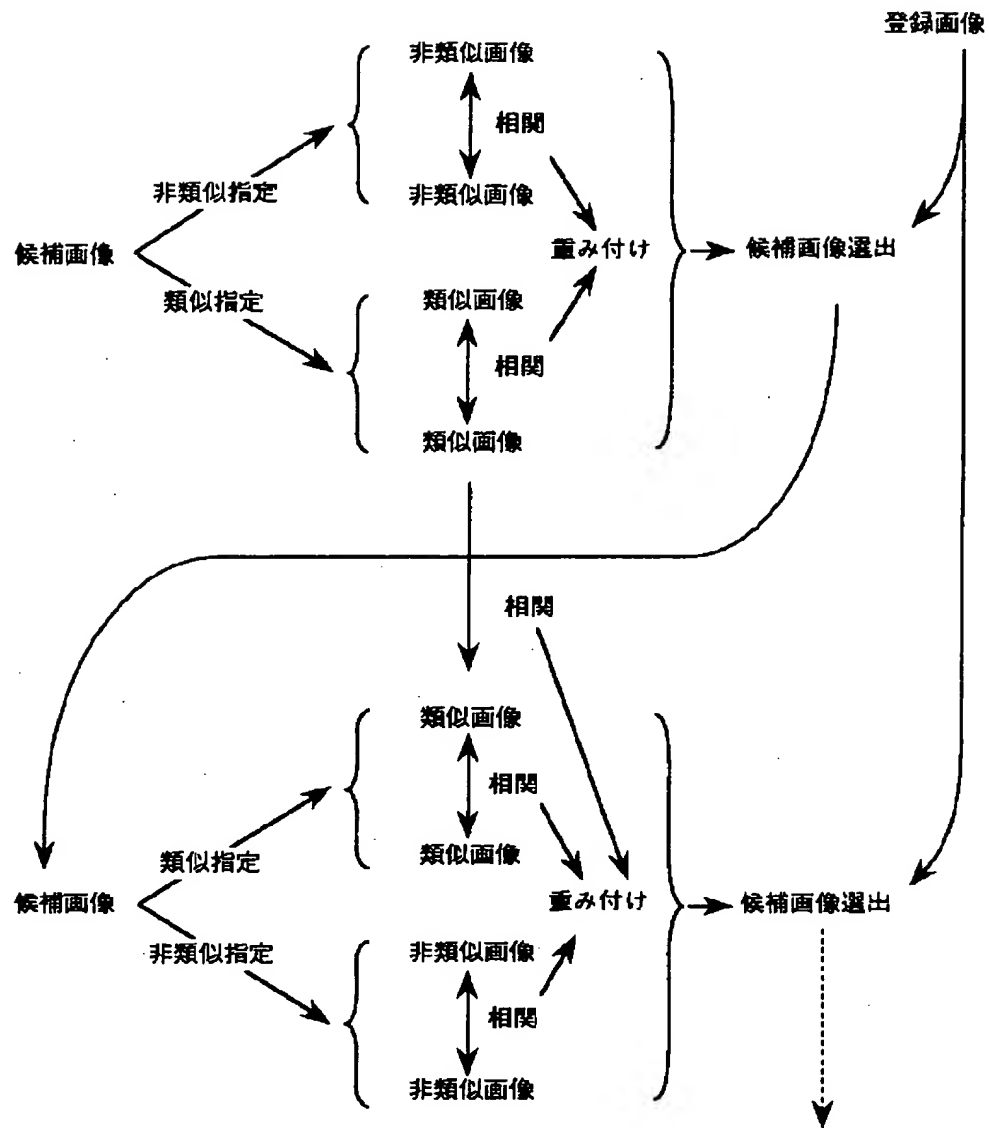 登録画像
非類似画像
相関
非類似指定
非類似画像
候補画像
重み付け
候補画像選出
類似指定
類似画像
相関
類似画像
相関
類似画像
相関
類似指定
類似画像
候補画像
重み付け
候補画像選出
非類似指定
非類似画像
相関
非類似画像